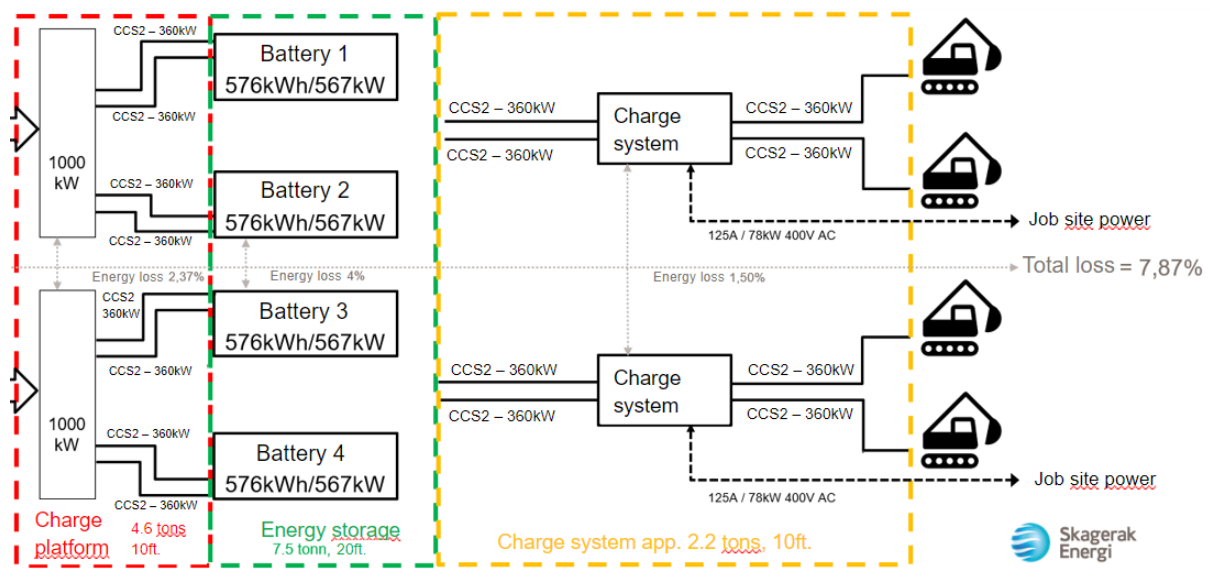 CCS2 – 360kW
CCS2 – 360kW
1000
kW
CCS2 – 360kW
CCS2 – 360kW
Battery 1
576kWh/567kW
Battery 2
576kWh/567kW
CCS2 – 360kW
CCS2 – 360kW
Charge
system
CCS2 – 360kW
CCS2 – 360kW
125A / 78kW 400V AC
Job site power
Energy loss 2,37%
Energy loss 4%
Energy loss 1,50%
Total loss = 7,87%
CCS2
360kW
CCS2 – 360kW
1000
kW
CCS2 – 360kW
CCS2 – 360kW
Battery 3
576kWh/567kW
Battery 4
576kWh/567kW
CCS2 – 360kW
CCS2 – 360kW
Charge
system
CCS2 – 360kW
CCS2 – 360kW
125A / 78kW 400V AC
Job site power
Charge
platform
4.6 tons
10ft.
Energy storage
7.5 tonn, 20ft.
Charge system app. 2.2 tons, 10ft.
Skagerak
Energi